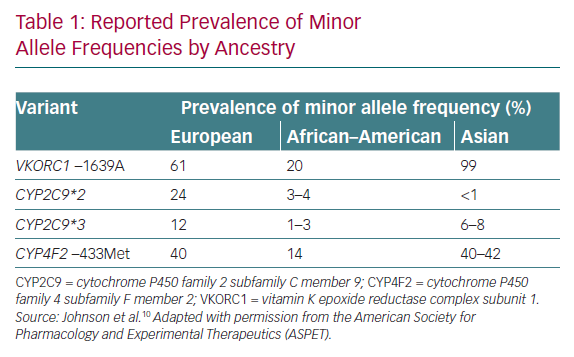 Table 1: Reported Prevalence of Minor
Allele Frequencies by Ancestry
Variant Prevalence of minor allele frequency (%)
European African–American Asian
VKORC1 –1639A 61 20 99
CYP2C9*2 24 3–4 <1
CYP2C9*3 12 1–3 6–8
CYP4F2 –433Met 40 14 40–42
CYP2C9 = cytochrome P450 family 2 subfamily C member 9; CYP4F2 = cytochrome P450
family 4 subfamily F member 2; VKORC1 = vitamin K epoxide reductase complex subunit 1.
Source: Johnson et al.¹⁰ Adapted with permission from the American Society for
Pharmacology and Experimental Therapeutics (ASPET).